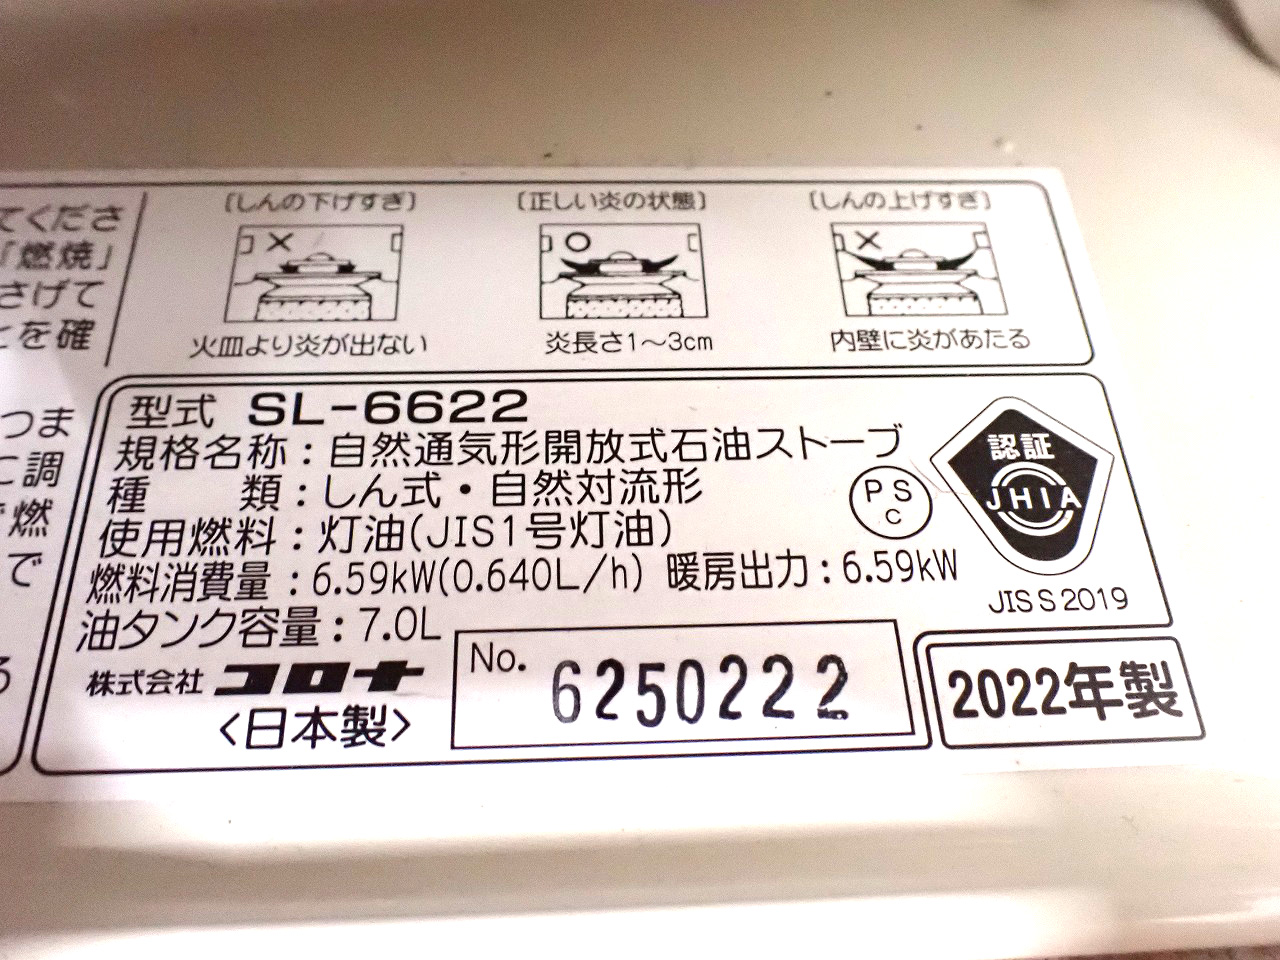 てくださ
「燃焼」
さげて
とを確
つま
に調
燃
で
る
〔しんの下げすぎ〕
〔正しい炎の状態〕
〔しんの上げすぎ〕
火皿より炎が出ない
炎長さ1～3cm
内壁に炎があたる
型式 SL-6622
規格名称：自然通気形開放式石油ストーブ
種　類：しん式・自然対流形
使用燃料：灯油(JIS1号灯油)
燃料消費量：6.59kW(0.640L/h) 暖房出力：6.59kW
油タンク容量：7.0L
株式会社コロナ
〈日本製〉
No. 6250222
PS
C
認証
JHIA
JIS S 2019
2022年製